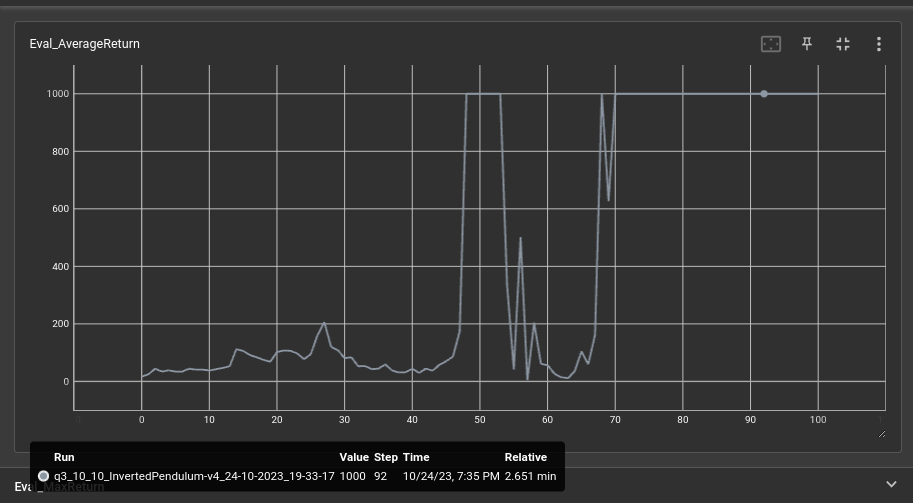 Eval_AverageReturn
1000
800
600
400
200
0
0 10 20 30 40 50 60 70 80 90 100
Run Value Step Time Relative
q3_10_10_InvertedPendulum-v4_24-10-2023_19-33-17 1000 92 10/24/23, 7:35 PM 2.651 min
Eval_MaxReturn